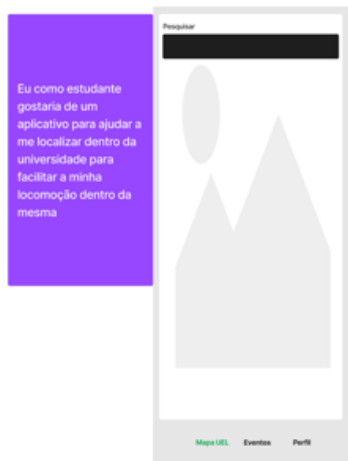 Eu como estudante
gostaria de um
aplicativo para ajudar a
me localizar dentro da
universidade para
facilitar a minha
locomoção dentro da
mesma
Pesquisar
Mapa UEL Eventos Perfil